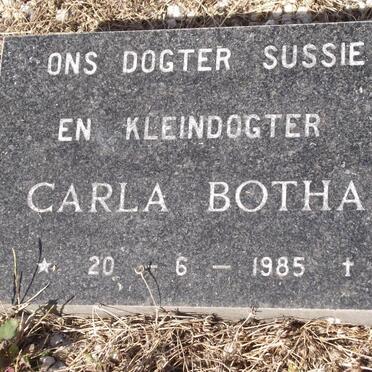 ONS DOGTER SUSSIE
EN KLEINDOGTER
CARLA BOTHA
* 20 - 6 - 1985 †